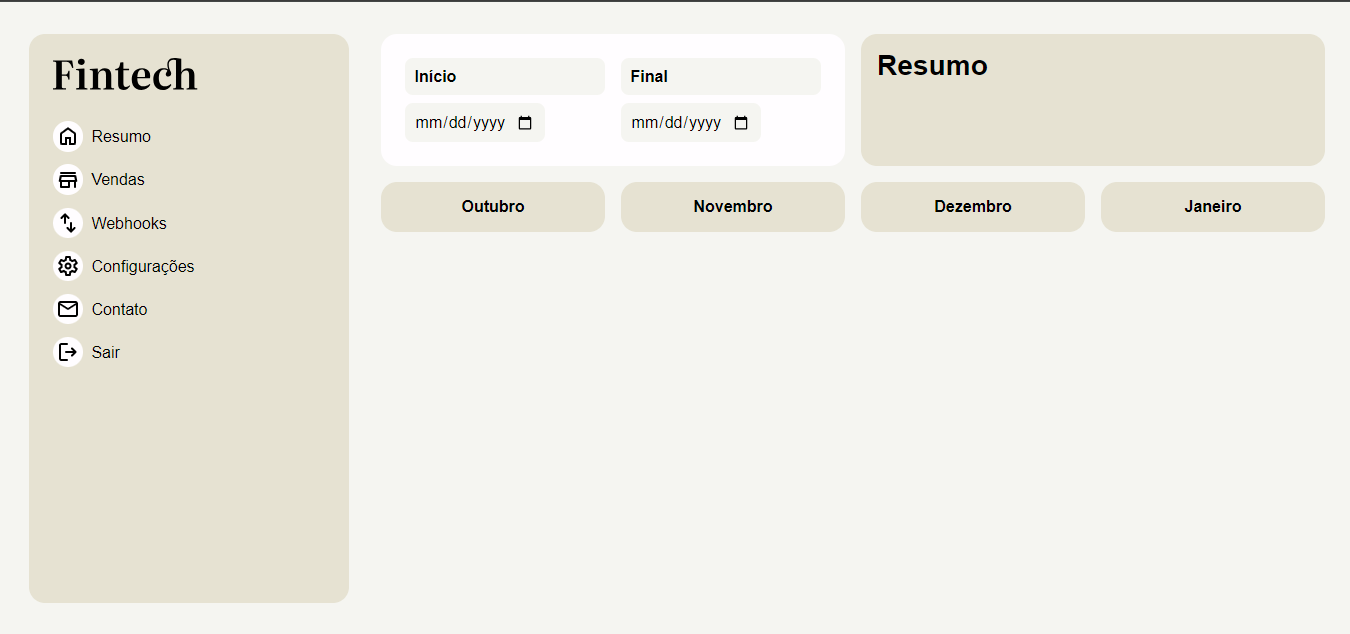 Fintech
Resumo
Vendas
Webhooks
Configurações
Contato
Sair
Início
Final
mm/dd/yyyy
mm/dd/yyyy
Resumo
Outubro
Novembro
Dezembro
Janeiro